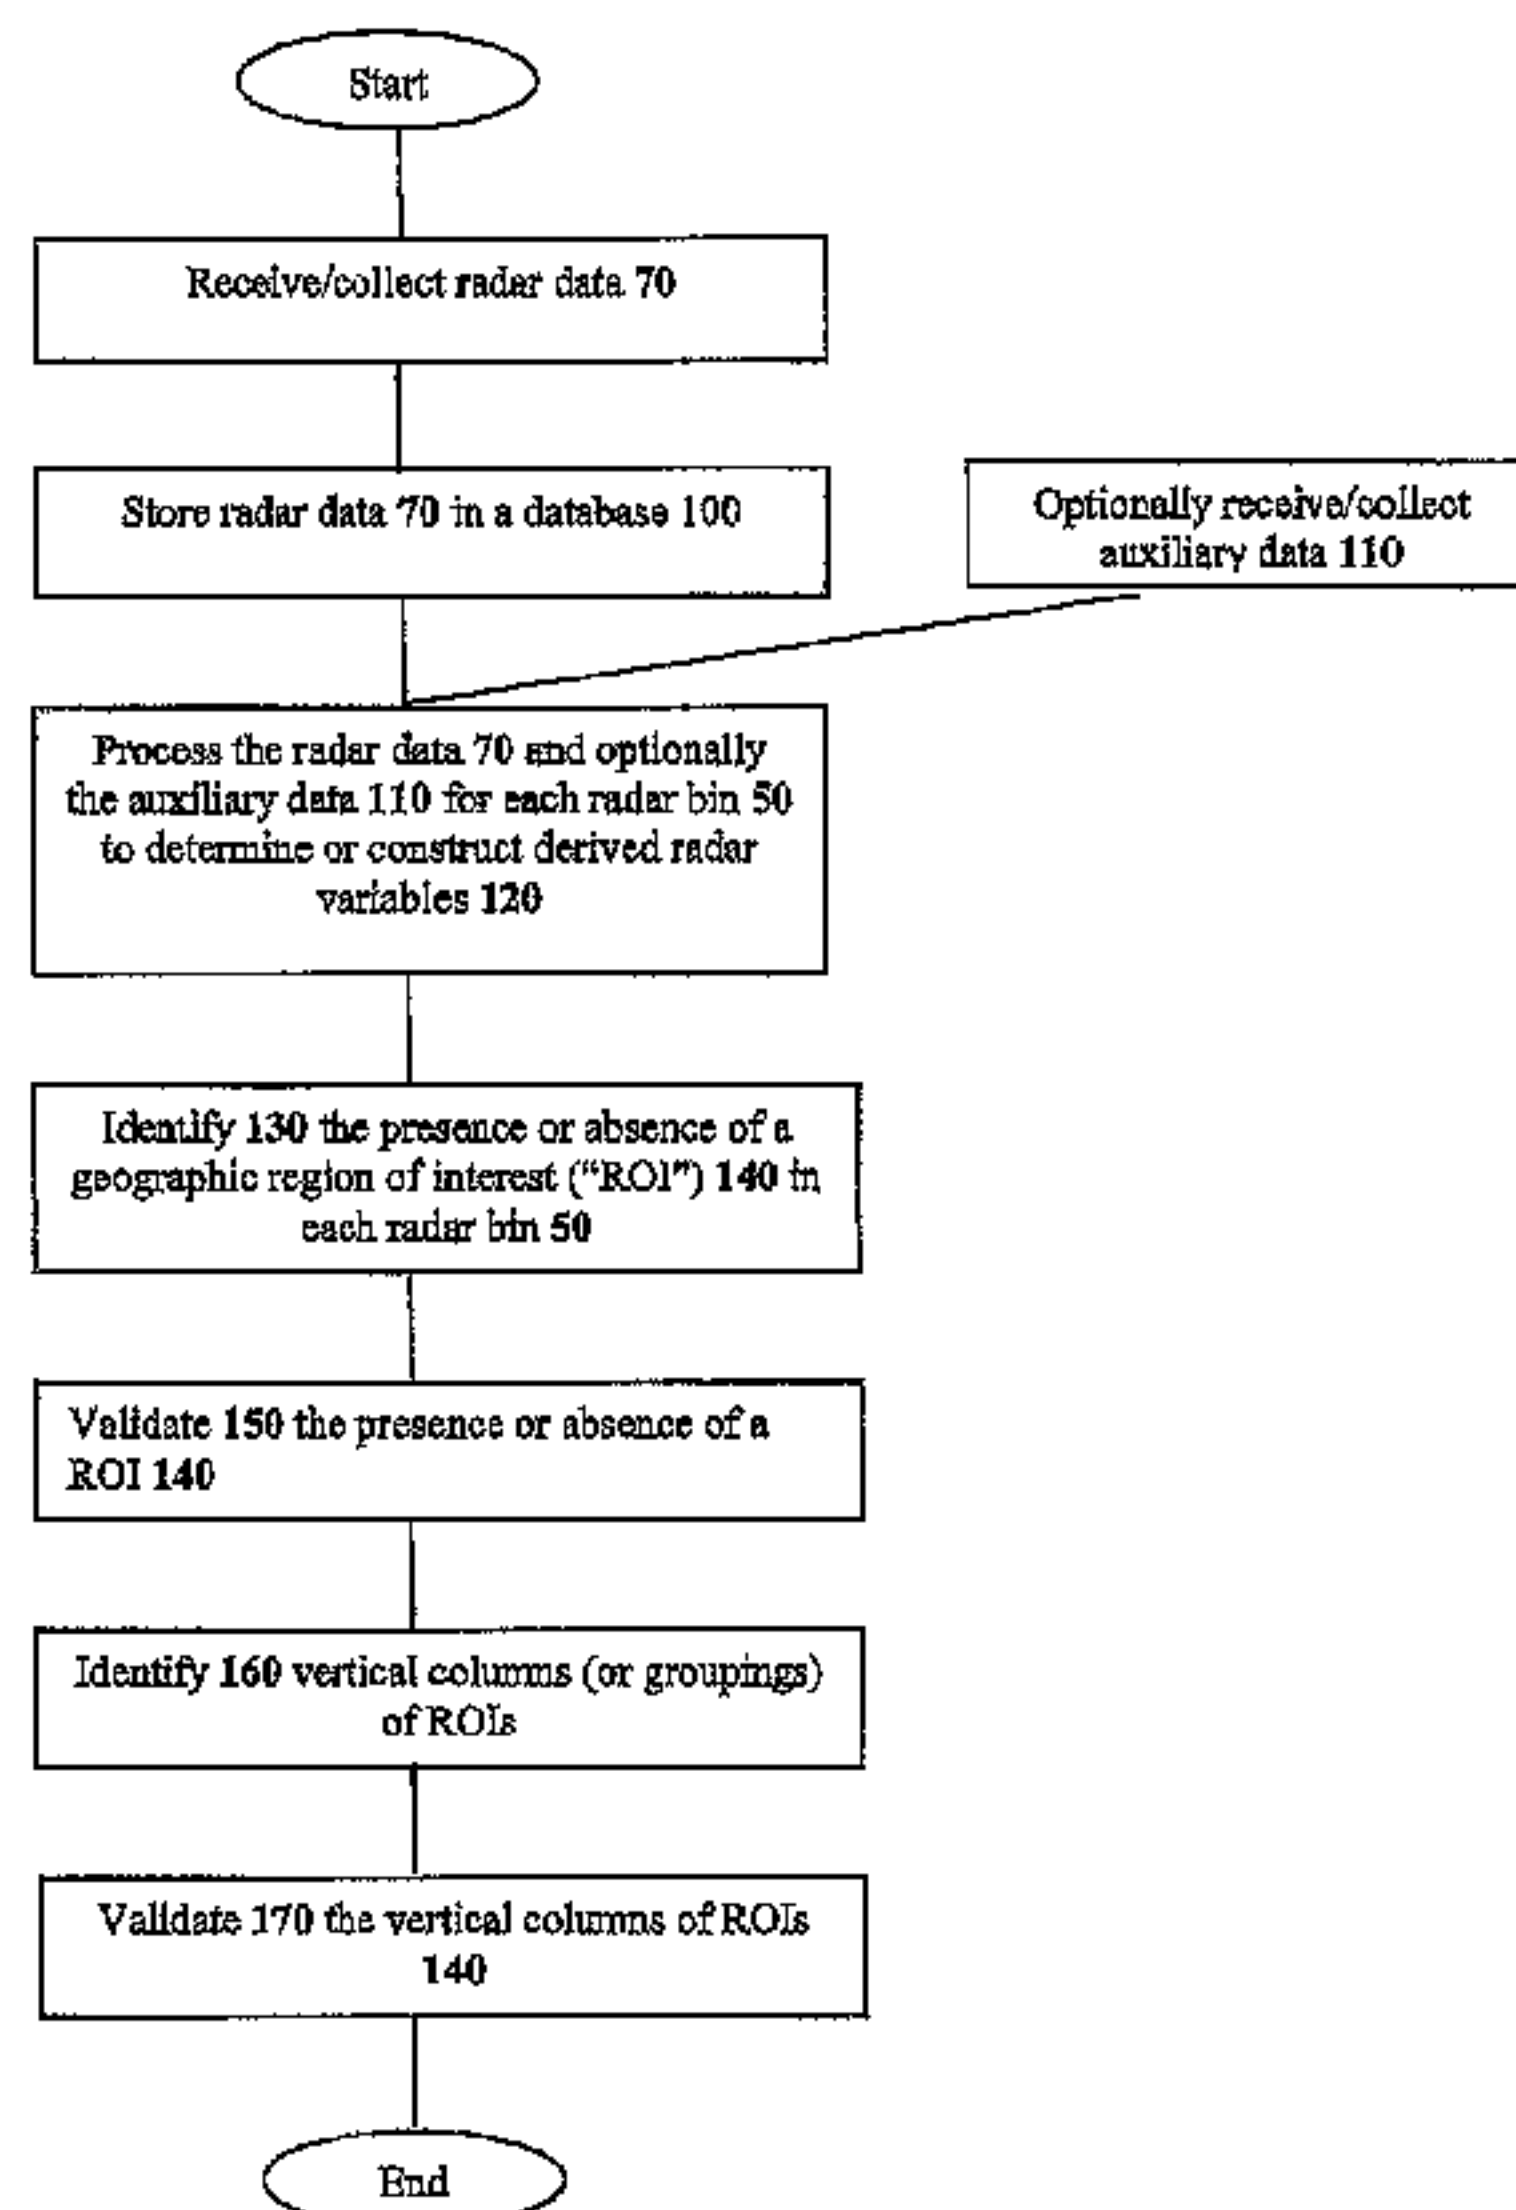 Start
Receive/collect radar data 70
Store radar data 70 in a database 100
Optionally receive/collect
auxiliary data 110
Process the radar data 70 and optionally
the auxiliary data 110 for each radar bin 50
to determine or construct derived radar
variables 120
Identify 130 the presence or absence of a
geographic region of interest (“ROI”) 140 in
each radar bin 50
Validate 150 the presence or absence of a
ROI 140
Identify 160 vertical columns (or groupings)
of ROIs
Validate 170 the vertical columns of ROIs
140
End